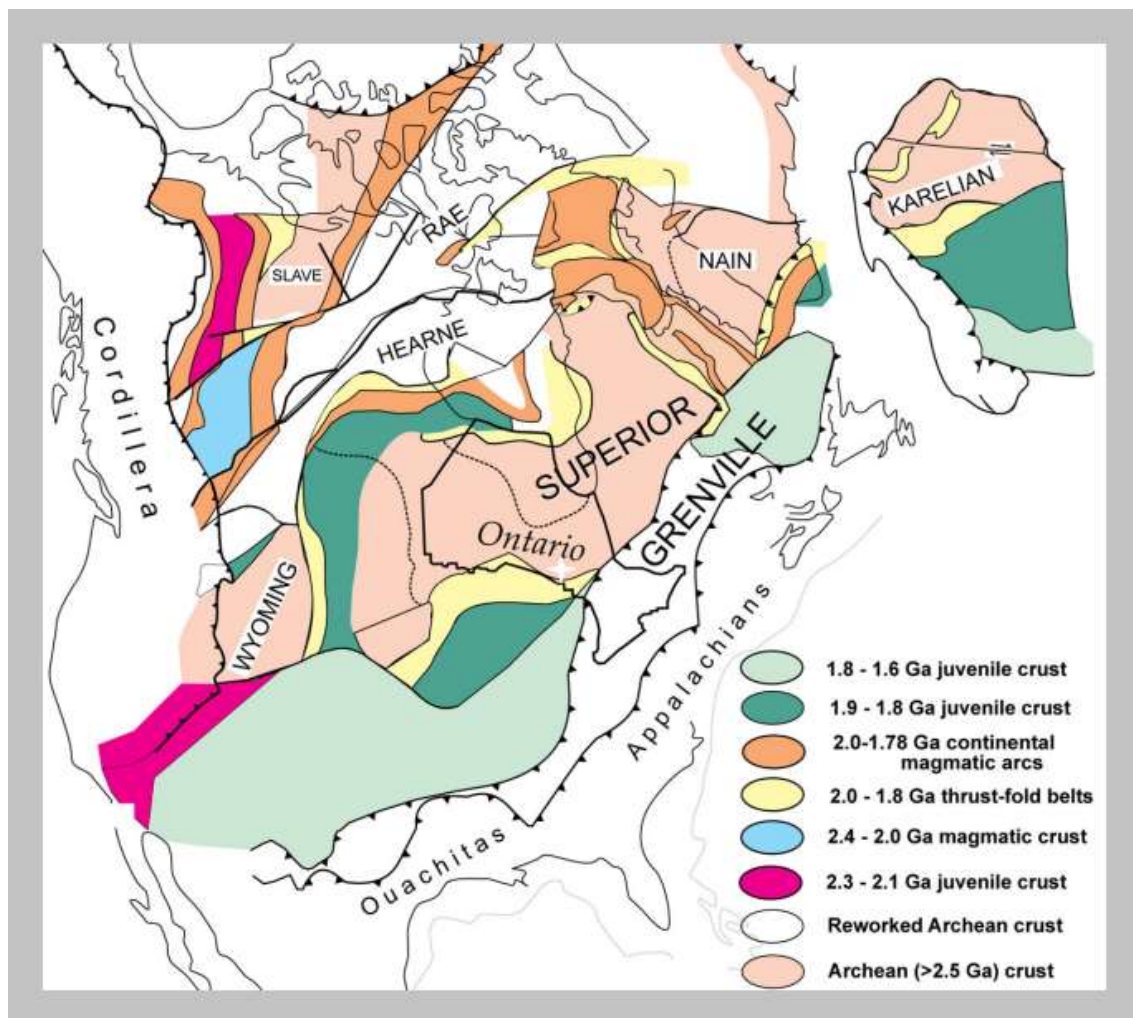 KARELIAN
RAE
NAIN
SLAVE
HEARNE
Cordillera
SUPERIOR
GRENVILLE
Ontario
WYOMING
Appalachians
Ouachitas
1.8 - 1.6 Ga juvenile crust
1.9 - 1.8 Ga juvenile crust
2.0-1.78 Ga continental
magmatic arcs
2.0 - 1.8 Ga thrust-fold belts
2.4 - 2.0 Ga magmatic crust
2.3 - 2.1 Ga juvenile crust
Reworked Archean crust
Archean (>2.5 Ga) crust